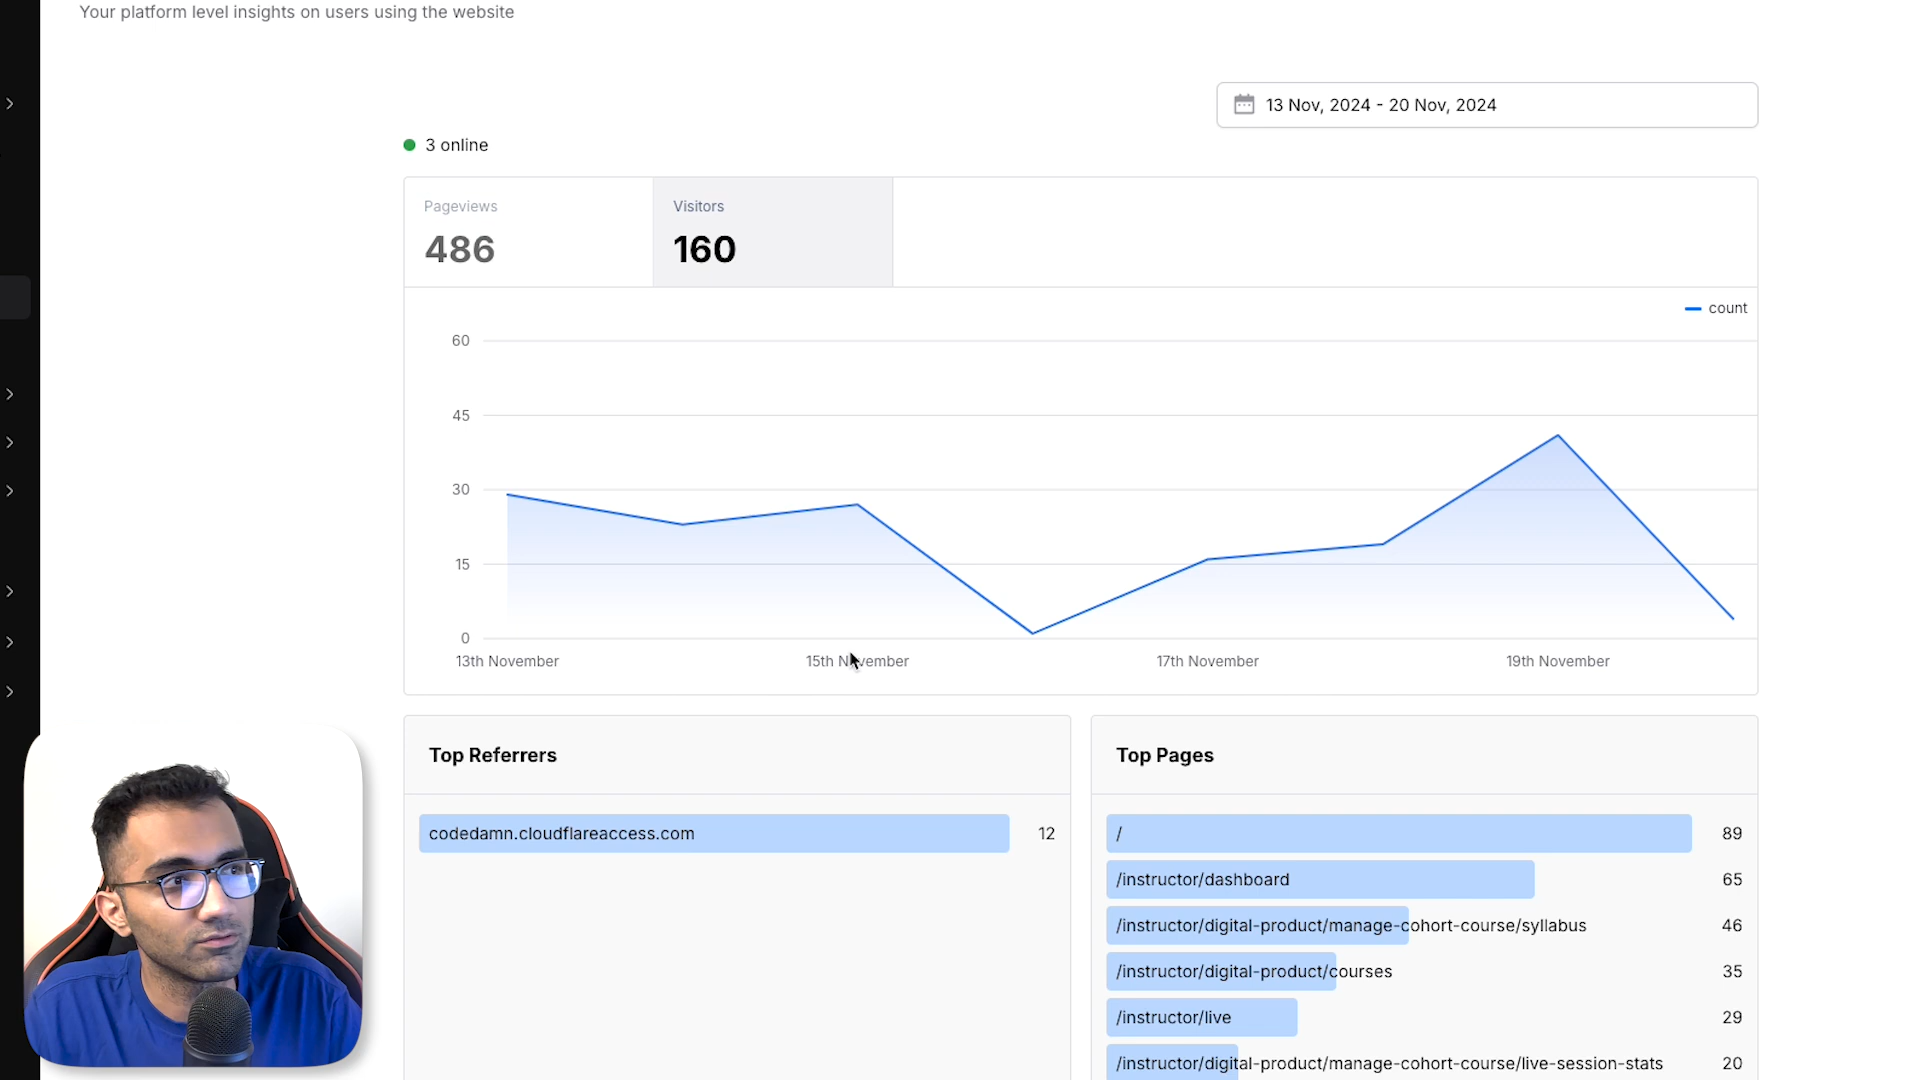 Your platform level insights on users using the website
13 Nov, 2024 - 20 Nov, 2024
3 online
Pageviews
486
Visitors
160
count
60
45
30
15
0
13th November
15th November
17th November
19th November
Top Referrers
codedamn.cloudflareaccess.com 12
Top Pages
/ 89
/instructor/dashboard 65
/instructor/digital-product/manage-cohort-course/syllabus 46
/instructor/digital-product/courses 35
/instructor/live 29
/instructor/digital-product/manage-cohort-course/live-session-stats 20